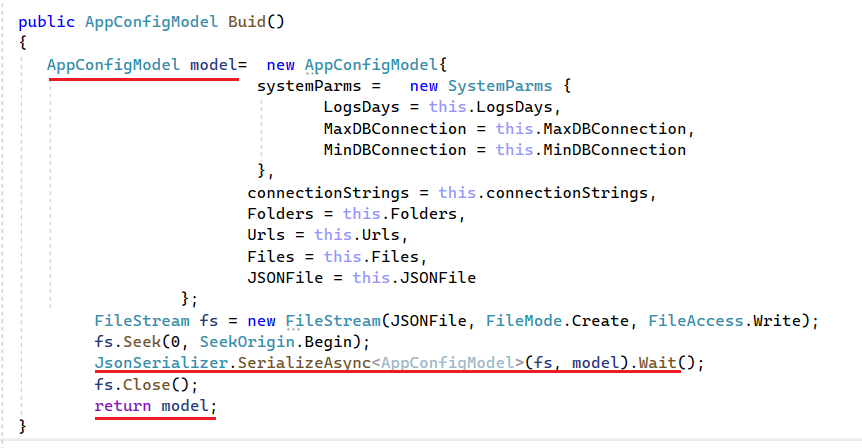 public AppConfigModel Buid()
{
AppConfigModel model=  new AppConfigModel{
systemParms =   new SystemParms {
LogsDays = this.LogsDays,
MaxDBConnection = this.MaxDBConnection,
MinDBConnection = this.MinDBConnection
},
connectionStrings = this.connectionStrings,
Folders = this.Folders,
Urls = this.Urls,
Files = this.Files,
JSONFile = this.JSONFile
};
FileStream fs = new FileStream(JSONFile, FileMode.Create, FileAccess.Write);
fs.Seek(0, SeekOrigin.Begin);
JsonSerializer.SerializeAsync<AppConfigModel>(fs, model).Wait();
fs.Close();
return model;
}